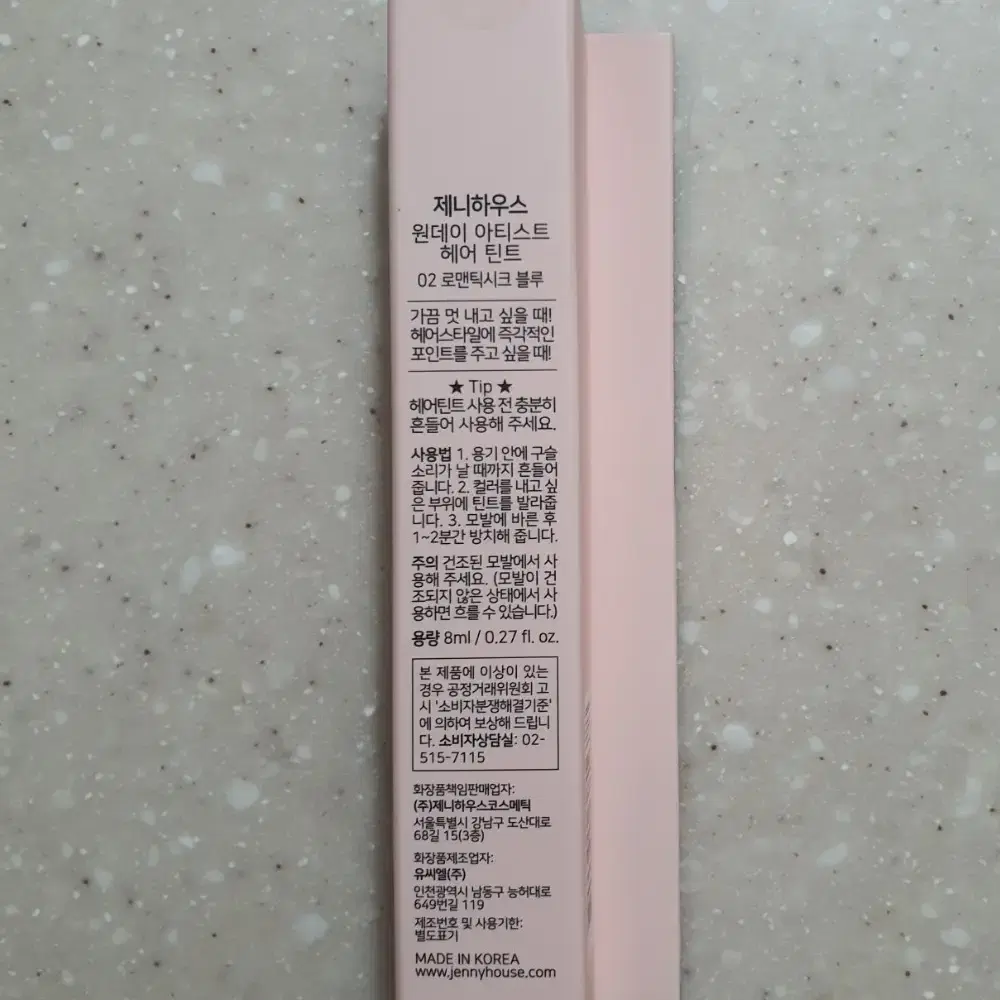 제니하우스
원데이 아티스트
헤어 틴트
02 로맨틱시크 블루
가끔 멋 내고 싶을 때!
헤어스타일에 즉각적인
포인트를 주고 싶을 때!
★ Tip ★
헤어틴트 사용 전 충분히
흔들어 사용해 주세요.
사용법 1. 용기 안에 구슬
소리가 날 때까지 흔들어
줍니다. 2. 컬러를 내고 싶
은 부위에 틴트를 발라줍
니다. 3. 모발에 바른 후
1~2분간 방치해 줍니다.
주의 건조된 모발에서 사
용해 주세요. (모발이 건
조되지 않은 상태에서 사
용하면 흐를 수 있습니다.)
용량 8ml / 0.27 fl. oz.
본 제품에 이상이 있는
경우 공정거래위원회 고
시 '소비자분쟁해결기준'
에 의하여 보상해 드립니
다. 소비자상담실: 02-
515-7115
화장품책임판매업자:
(주)제니하우스코스메틱
서울특별시 강남구 도산대로
68길 15(3층)
화장품제조업자:
유씨엘(주)
인천광역시 남동구 능허대로
649번길 119
제조번호 및 사용기한:
별도표기
MADE IN KOREA
www.jennyhouse.com